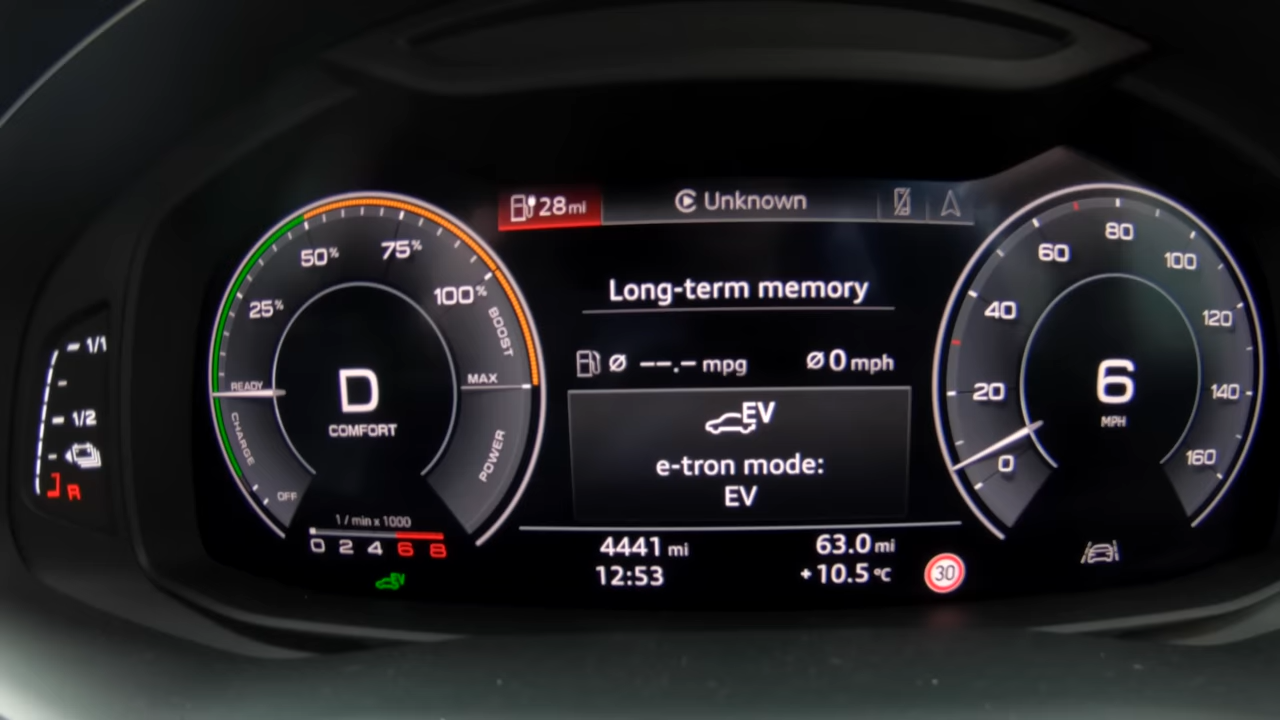 28 mi
Unknown
Long-term memory
Ø --.- mpg
Ø 0 mph
EV
e-tron mode:
EV
4441 mi
63.0 mi
12:53
+10.5 °C
30
25%
50%
75%
100%
BOOST
MAX
POWER
READY
CHARGE
OFF
D
COMFORT
1 / min x 1000
0 2 4 6 8
EV
1/1
1/2
R
0
20
40
60
80
100
120
140
160
6
MPH